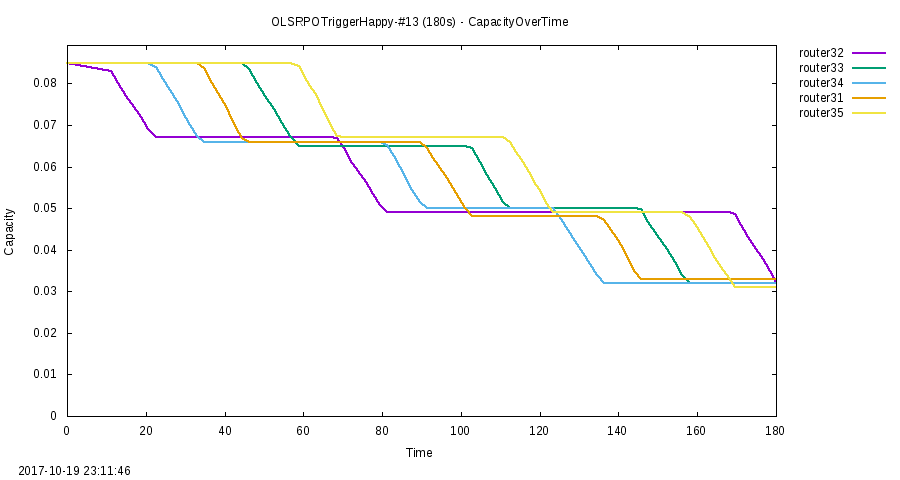 OLSRPOTriggerHappy-#13 (180s) - CapacityOverTime
router32
router33
router34
router31
router35
0.08
0.07
0.06
0.05
0.04
0.03
0.02
0.01
0
Capacity
0 20 40 60 80 100 120 140 160 180
Time
2017-10-19 23:11:46